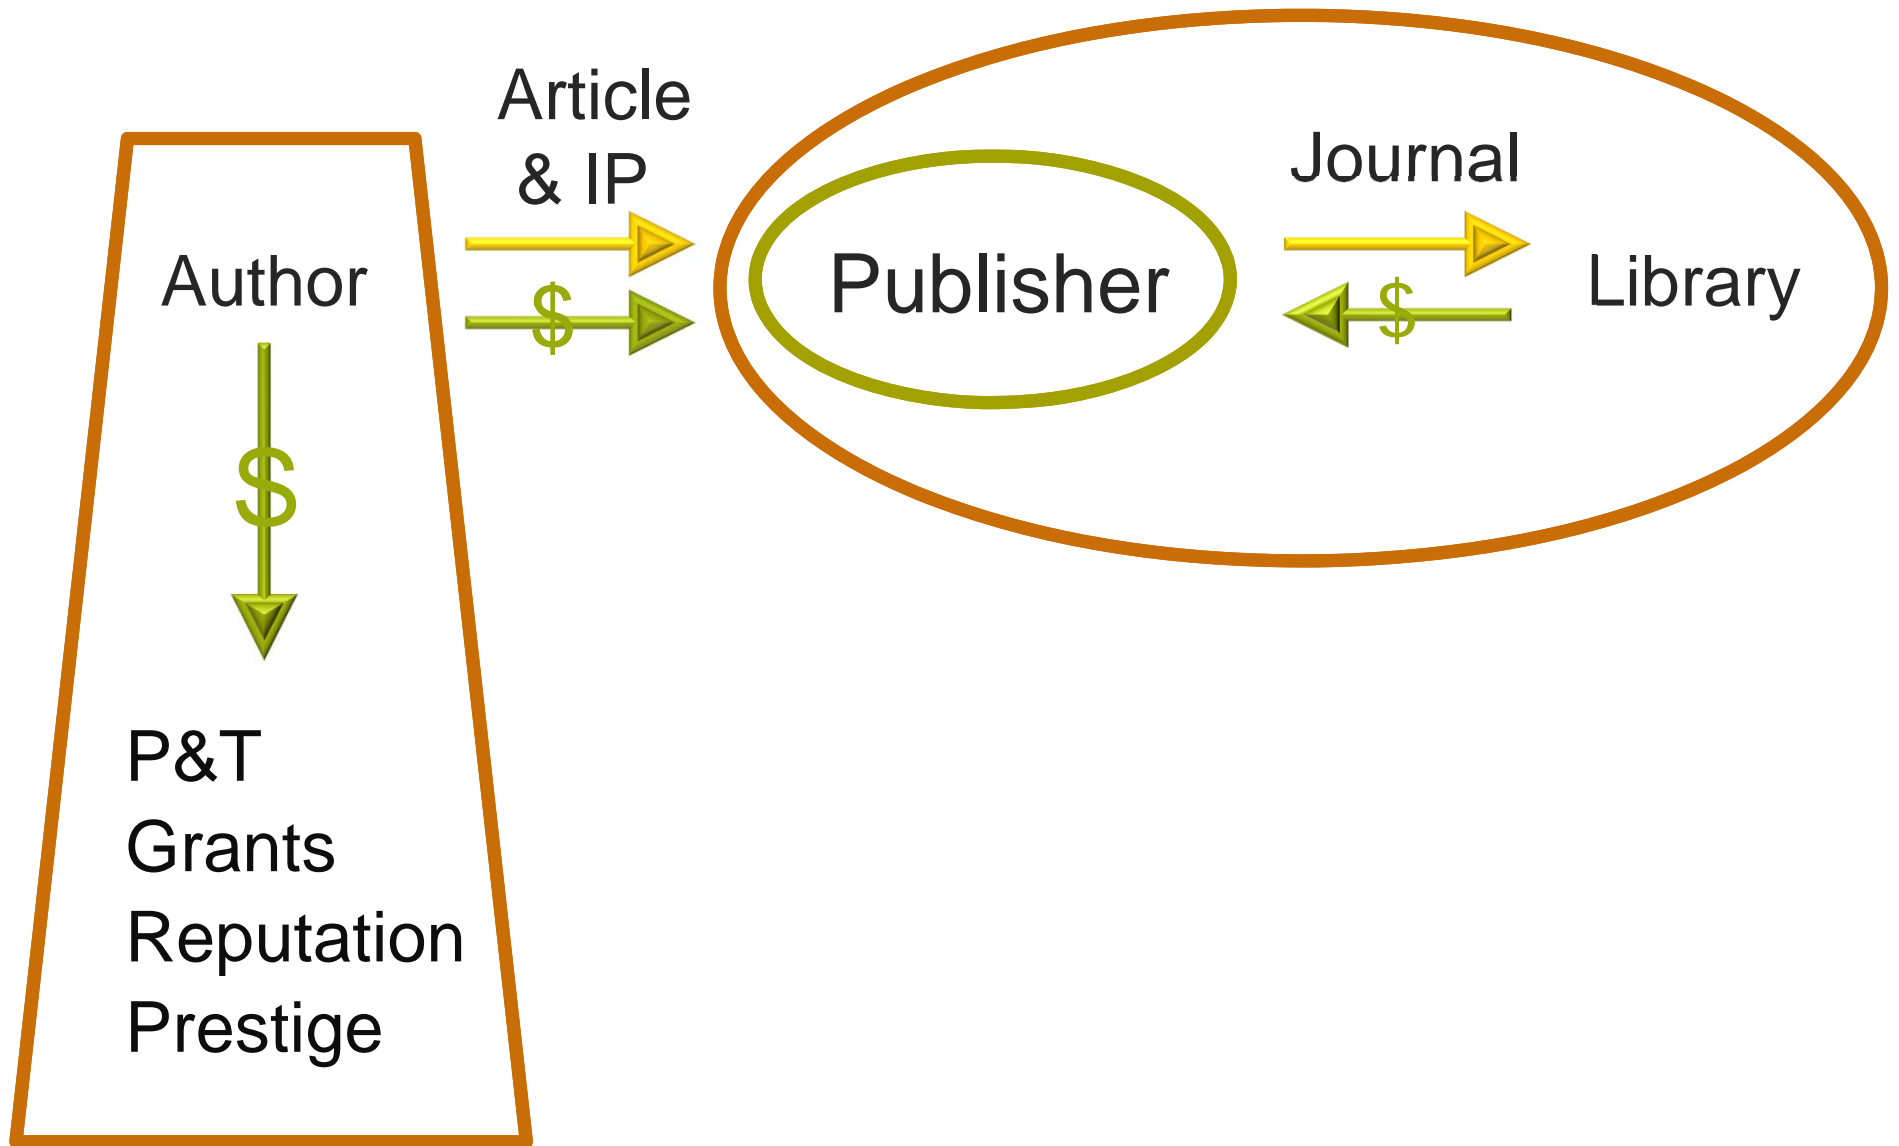 Article
& IP
Journal
Author
Publisher
Library
$
$
$
P&T
Grants
Reputation
Prestige